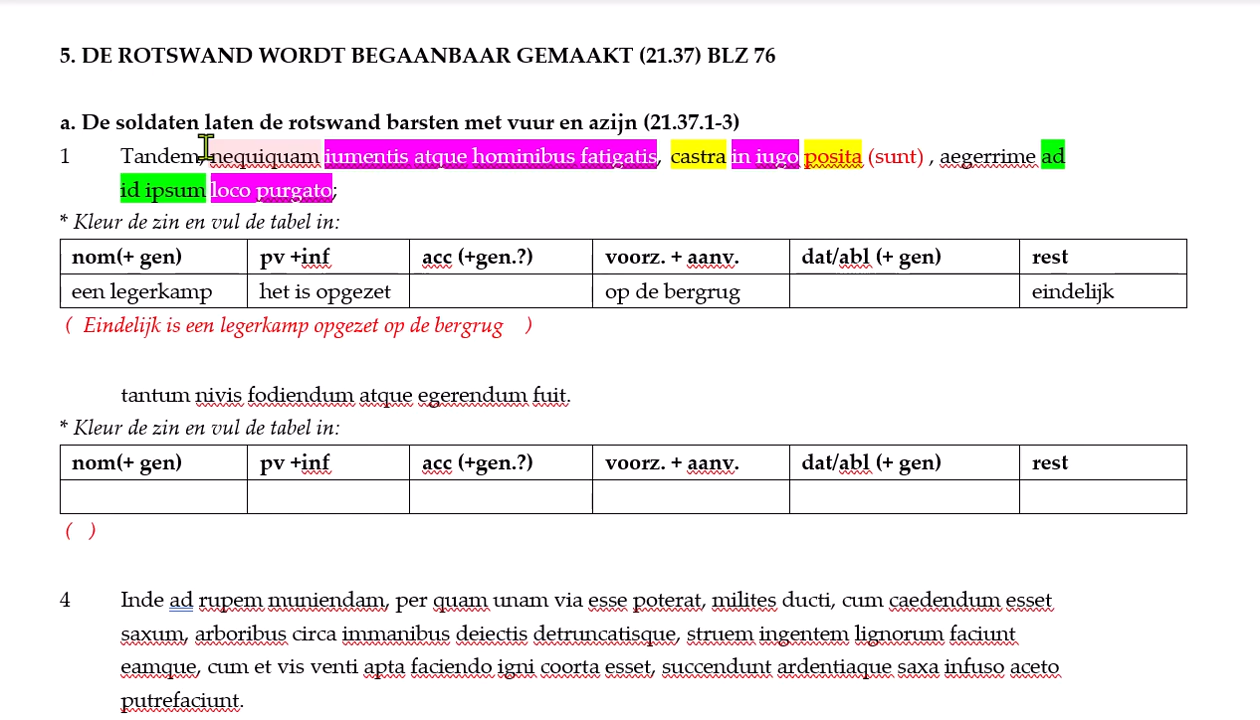 5. DE ROTSWAND WORDT BEGAANBAAR GEMAAKT (21.37) BLZ 76
a. De soldaten laten de rotswand barsten met vuur en azijn (21.37.1-3)
1 Tandem, nequiquam iumentis atque hominibus fatigatis, castra in iugo posita (sunt) , aegerrime ad
id ipsum loco purgato;
* Kleur de zin en vul de tabel in:
nom(+ gen) pv +inf acc (+gen.?) voorz. + aanv. dat/abl (+ gen) rest
een legerkamp het is opgezet op de bergrug eindelijk
( Eindelijk is een legerkamp opgezet op de bergrug )
tantum nivis fodiendum atque egerendum fuit.
* Kleur de zin en vul de tabel in:
nom(+ gen) pv +inf acc (+gen.?) voorz. + aanv. dat/abl (+ gen) rest
( )
4 Inde ad rupem muniendam, per quam unam via esse poterat, milites ducti, cum caedendum esset
saxum, arboribus circa immanibus deiectis detruncatisque, struem ingentem lignorum faciunt
eamque, cum et vis venti apta faciendo igni coorta esset, succendunt ardentiaque saxa infuso aceto
putrefaciunt.